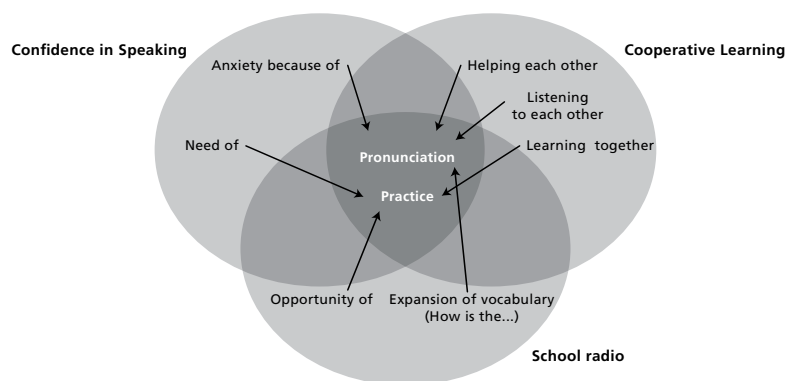 Confidence in Speaking
Cooperative Learning
Anxiety because of
Helping each other
Listening
to each other
Need of
Learning together
Pronunciation
Practice
Opportunity of
Expansion of vocabulary
(How is the...)
School radio